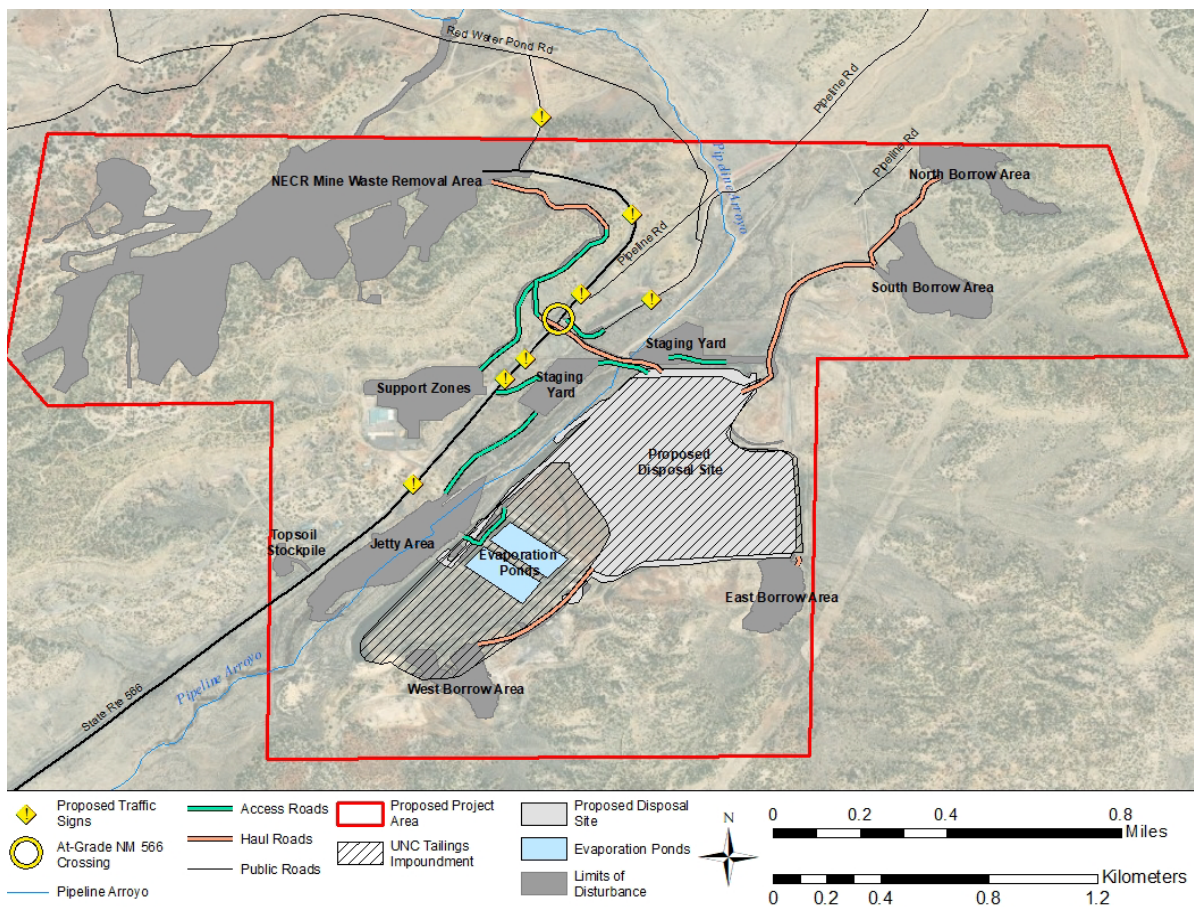 Red Water Pond Rd
Pipeline Rd
Pipeline Rd
Pipeline Arroyo
NECR Mine Waste Removal Area
North Borrow Area
Pipeline Rd
South Borrow Area
Staging Yard
Support Zones
Staging
Yard
Proposed
Disposal Site
Topsoil
Stockpile
Jetty Area
Evaporation
Ponds
East Borrow Area
Pipeline Arroyo
West Borrow Area
State Rte 566
Proposed Traffic
Signs
At-Grade NM 566
Crossing
Pipeline Arroyo
Access Roads
Haul Roads
Public Roads
Proposed Project
Area
UNC Tailings
Impoundment
Proposed Disposal
Site
Evaporation Ponds
Limits of
Disturbance
N
0 0.2 0.4 0.8
Miles
Kilometers
0 0.2 0.4 0.8 1.2